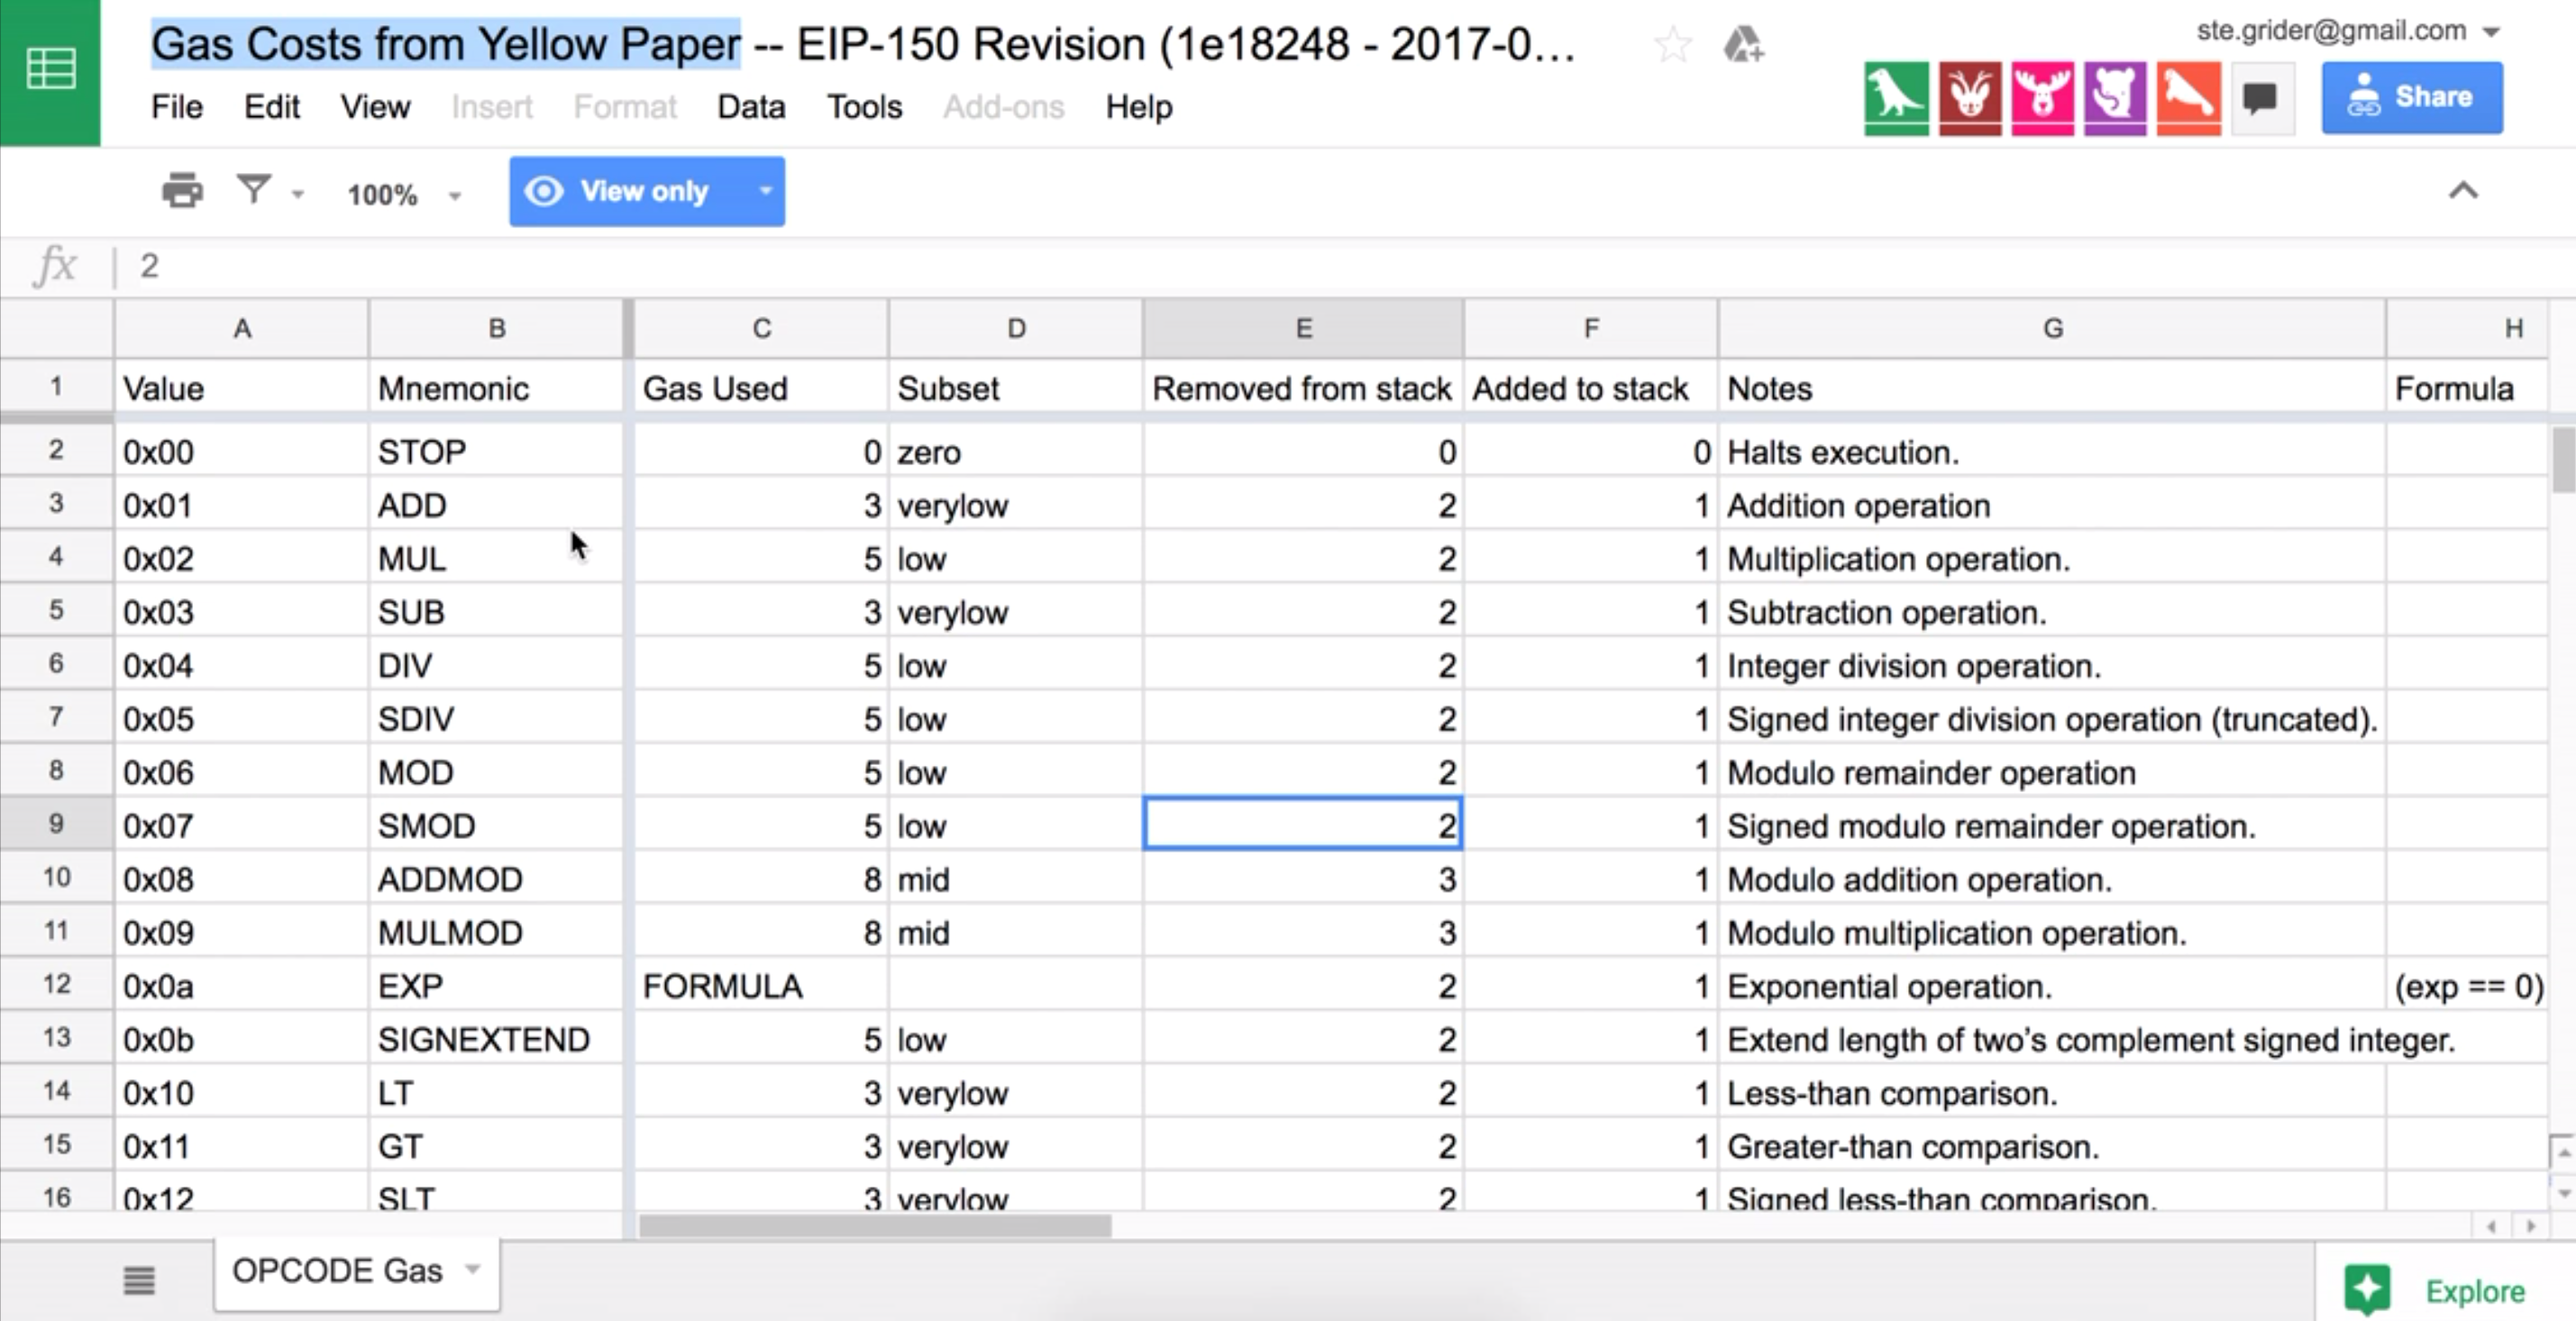 Gas Costs from Yellow Paper -- EIP-150 Revision (1e18248 - 2017-0...
ste.grider@gmail.com
File Edit View Insert Format Data Tools Add-ons Help
Share
100% View only
fx 2
A B C D E F G H
1 Value Mnemonic Gas Used Subset Removed from stack Added to stack Notes Formula
2 0x00 STOP 0 zero 0 0 Halts execution.
3 0x01 ADD 3 verylow 2 1 Addition operation
4 0x02 MUL 5 low 2 1 Multiplication operation.
5 0x03 SUB 3 verylow 2 1 Subtraction operation.
6 0x04 DIV 5 low 2 1 Integer division operation.
7 0x05 SDIV 5 low 2 1 Signed integer division operation (truncated).
8 0x06 MOD 5 low 2 1 Modulo remainder operation
9 0x07 SMOD 5 low 2 1 Signed modulo remainder operation.
10 0x08 ADDMOD 8 mid 3 1 Modulo addition operation.
11 0x09 MULMOD 8 mid 3 1 Modulo multiplication operation.
12 0x0a EXP FORMULA 2 1 Exponential operation. (exp == 0)
13 0x0b SIGNEXTEND 5 low 2 1 Extend length of two’s complement signed integer.
14 0x10 LT 3 verylow 2 1 Less-than comparison.
15 0x11 GT 3 verylow 2 1 Greater-than comparison.
16 0x12 SLT 3 verylow 2 1 Signed less-than comparison.
OPCODE Gas
Explore